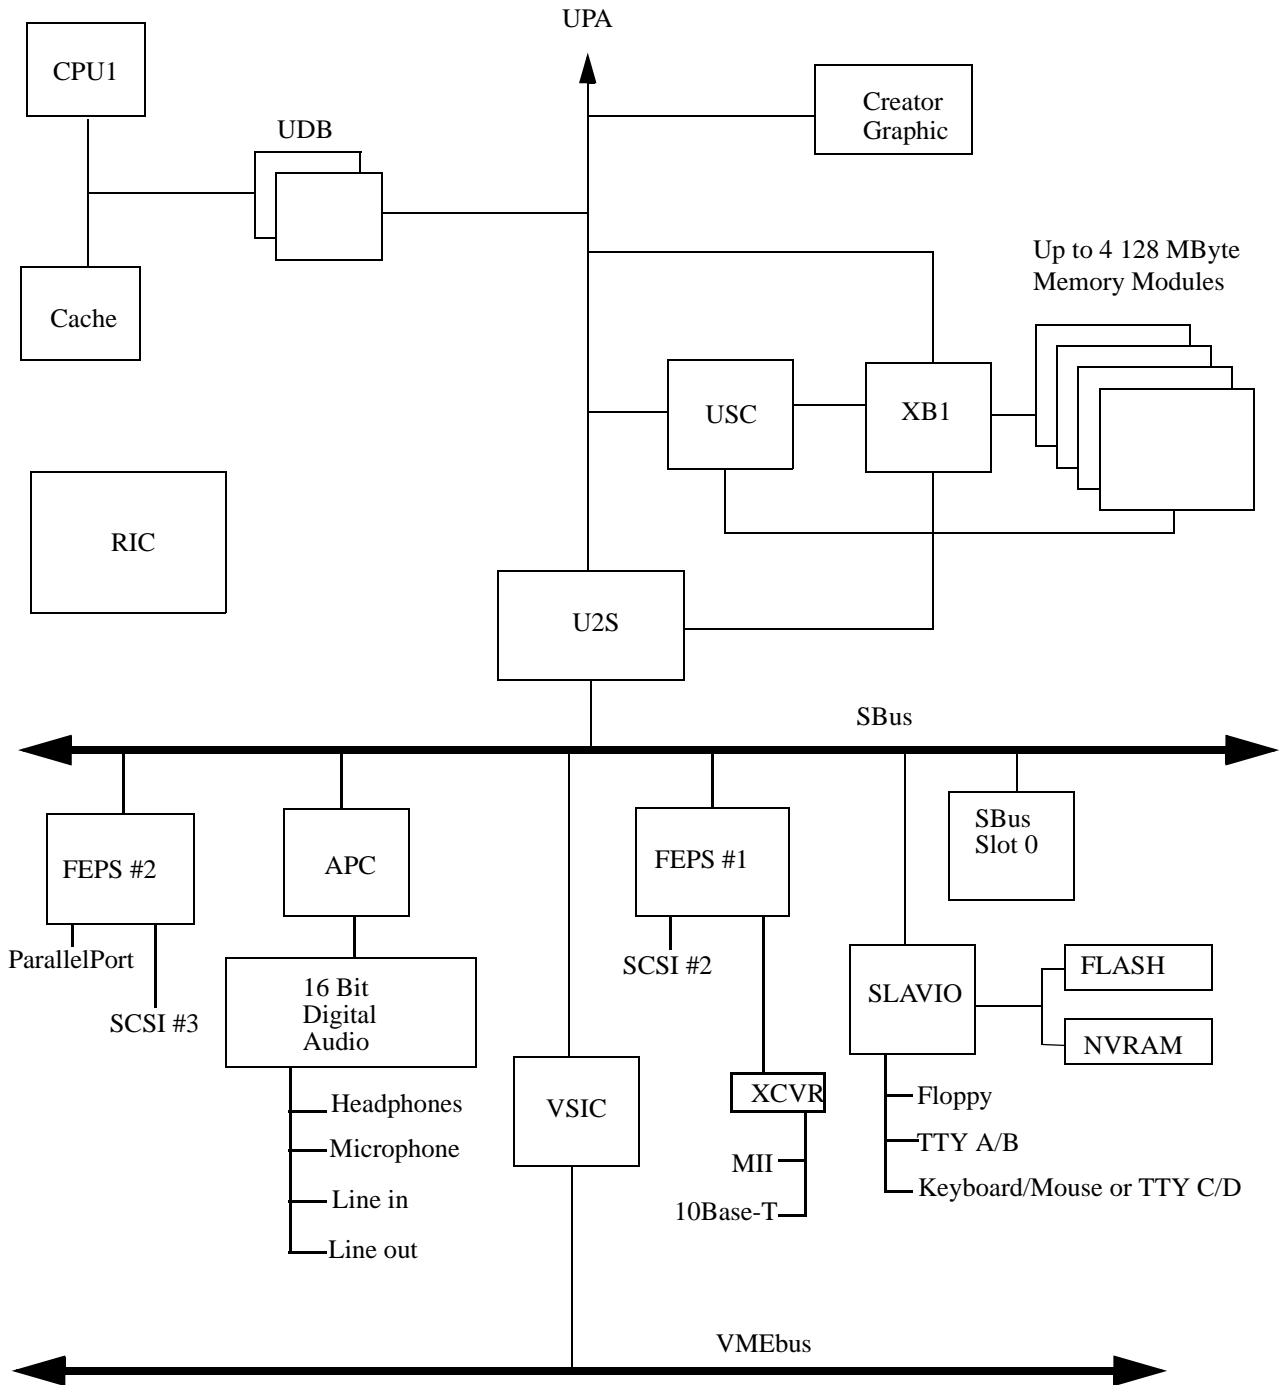 UPA
CPU1
Creator
Graphic
UDB
Up to 4 128 MByte
Memory Modules
Cache
USC
XB1
RIC
U2S
SBus
SBus
Slot 0
FEPS #2
APC
FEPS #1
ParallelPort
SCSI #3
16 Bit
Digital
Audio
SCSI #2
SLAVIO
FLASH
NVRAM
Headphones
Microphone
Line in
Line out
VSIC
XCVR
MII
10Base-T
Floppy
TTY A/B
Keyboard/Mouse or TTY C/D
VMEbus